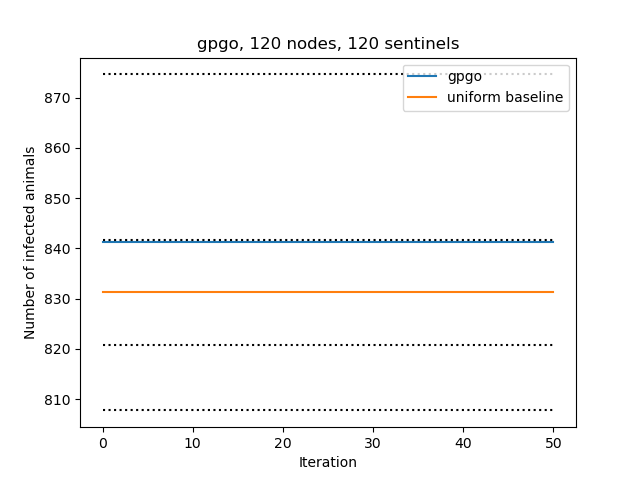 gpgo, 120 nodes, 120 sentinels
gpgo
uniform baseline
870
860
850
840
830
820
810
Number of infected animals
0 10 20 30 40 50
Iteration